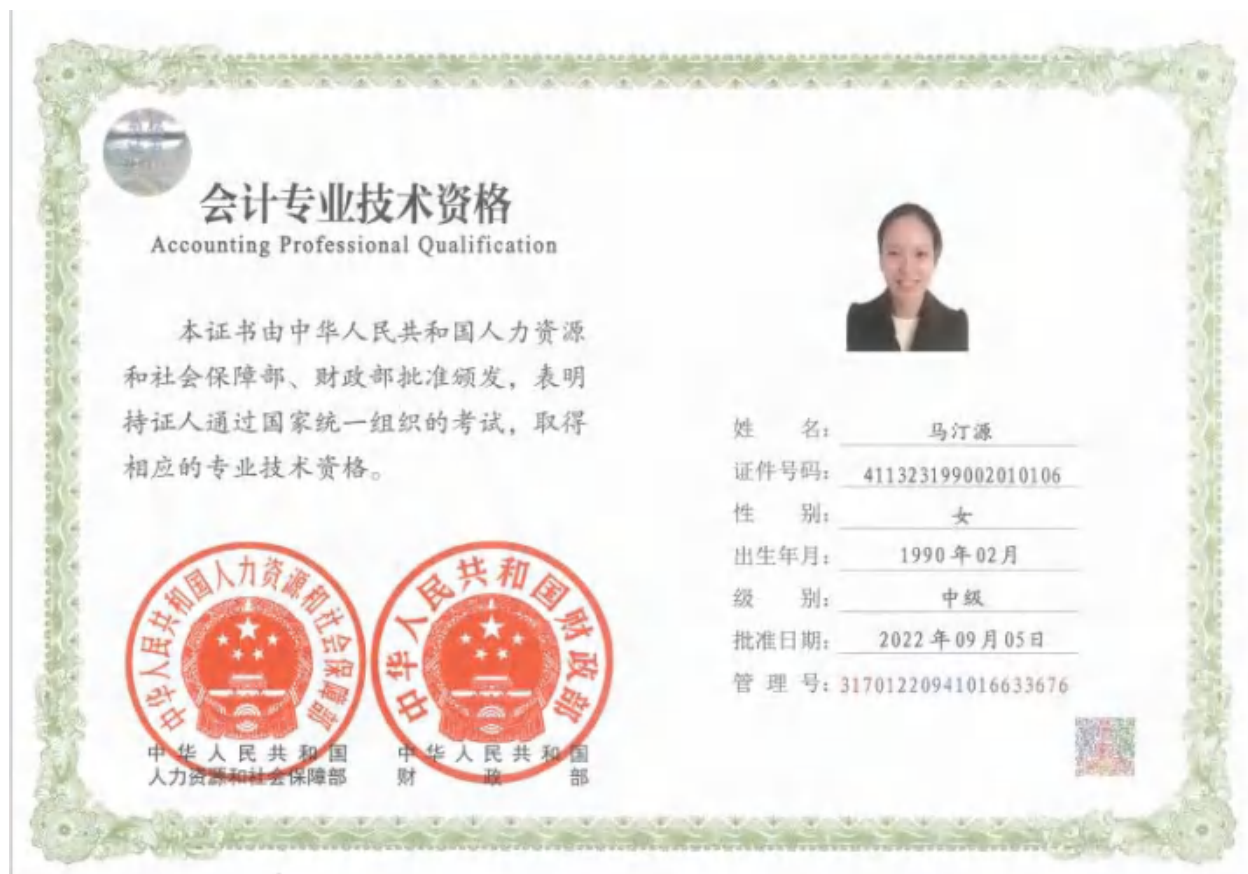 会计专业技术资格
Accounting Professional Qualification
本证书由中华人民共和国人力资源
和社会保障部、财政部批准颁发，表明
持证人通过国家统一组织的考试，取得
相应的专业技术资格。
中华人民共和国人力资源和社会保障部
中华人民共和国财政部
中华人民共和国
人力资源和社会保障部
中华人民共和国
财政部
姓名：马汀源
证件号码：411323199002010106
性别：女
出生年月：1990年02月
级别：中级
批准日期：2022年09月05日
管理号：31701220941016633676